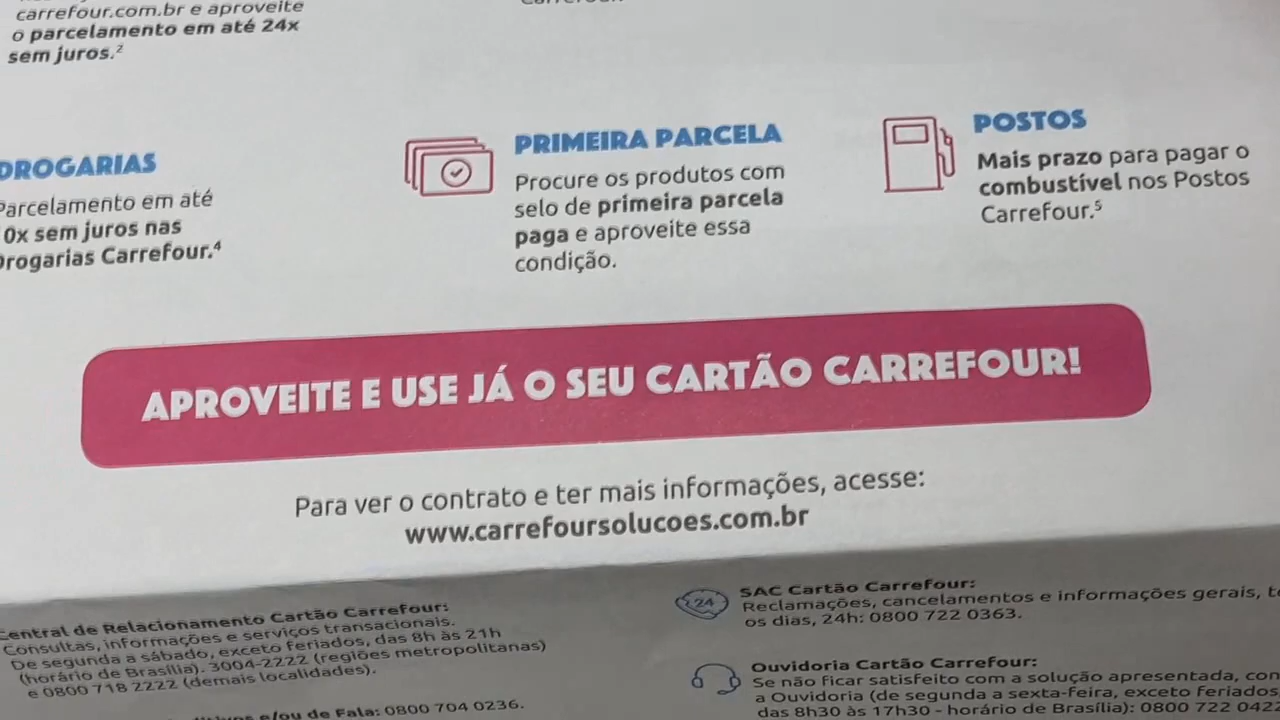 carrefour.com.br e aproveite
o parcelamento em até 24x
sem juros.²
DROGARIAS
Parcelamento em até
0x sem juros nas
Drogarias Carrefour.⁴
PRIMEIRA PARCELA
Procure os produtos com
selo de primeira parcela
paga e aproveite essa
condição.
POSTOS
Mais prazo para pagar o
combustível nos Postos
Carrefour.⁵
APROVEITE E USE JÁ O SEU CARTÃO CARREFOUR!
Para ver o contrato e ter mais informações, acesse:
www.carrefoursolucoes.com.br
Central de Relacionamento Cartão Carrefour:
Consultas, informações e serviços transacionais.
De segunda a sábado, exceto feriados, das 8h às 21h
(horário de Brasília). 3004-2222 (regiões metropolitanas)
e 0800 718 2222 (demais localidades).
e/ou de Fala: 0800 704 0236.
24
SAC Cartão Carrefour:
Reclamações, cancelamentos e informações gerais,
os dias, 24h: 0800 722 0363.
Ouvidoria Cartão Carrefour:
Se não ficar satisfeito com a solução apresentada,
a Ouvidoria (de segunda a sexta-feira, exceto feriados
das 8h30 às 17h30 - horário de Brasília): 0800 722 0422